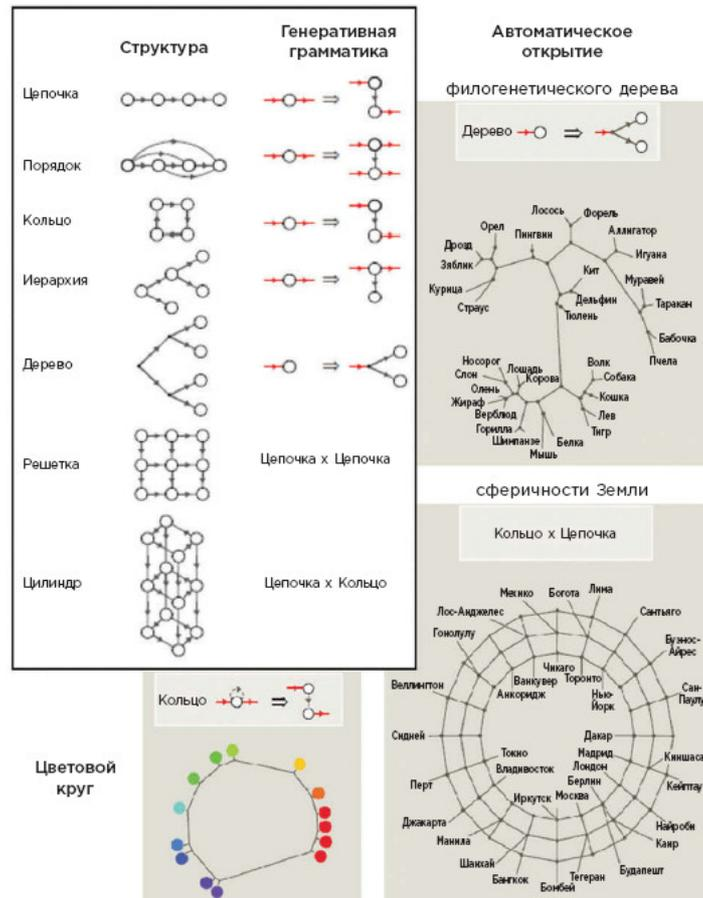 Структура
Генеративная
грамматика
Цепочка
Порядок
Кольцо
Иерархия
Дерево
Решетка
Цепочка х Цепочка
Цилиндр
Цепочка х Кольцо
Автоматическое
открытие
филогенетического дерева
Дерево
Лосось
Форель
Орел
Пингвин
Аллигатор
Дрозд
Игуана
Зяблик
Кит
Муравей
Курица
Дельфин
Таракан
Страус
Тюлень
Бабочка
Пчела
Носорог
Лошадь
Волк
Слон
Корова
Собака
Олень
Кошка
Жираф
Верблюд
Лев
Горилла
Тигр
Шимпанзе
Белка
Мышь
сферичности Земли
Кольцо х Цепочка
Мехико
Богота
Лима
Лос-Анджелес
Сантьяго
Гонолулу
Буэнос-
Айрес
Чикаго
Ванкувер
Торонто
Веллингтон
Анкоридж
Нью-
Йорк
Сан-
Паулу
Сидней
Дакар
Токио
Мадрид
Киншаса
Владивосток
Лондон
Перт
Берлин
Кейптау
Иркутск
Москва
Джакарта
Найроби
Манила
Каир
Шанхай
Будапешт
Бангкок
Тегеран
Бомбей
Кольцо
Цветовой
круг